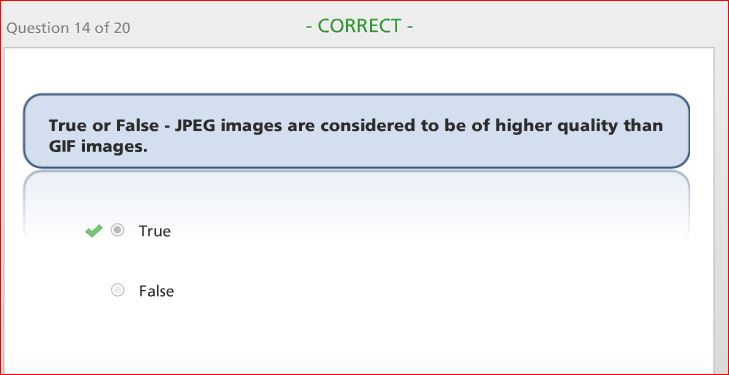 Question 14 of 20
- CORRECT -
True or False - JPEG images are considered to be of higher quality than
GIF images.
True
False